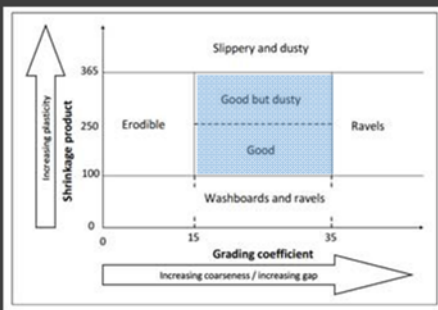 Slippery and dusty
365
Good but dusty
Increasing plasticity
Shrinkage product
250
Erodible
Ravels
Good
100
Washboards and ravels
0
0
15
35
Grading coefficient
Increasing coarseness / increasing gap